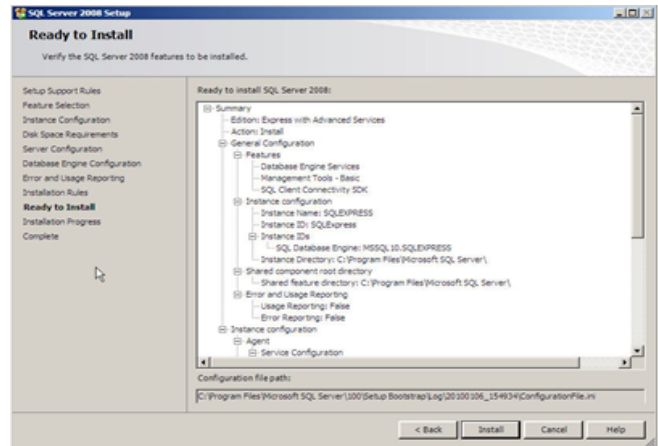 SQL Server 2008 Setup
Ready to Install
Verify the SQL Server 2008 features to be installed.
Setup Support Rules
Feature Selection
Instance Configuration
Disk Space Requirements
Server Configuration
Database Engine Configuration
Error and Usage Reporting
Installation Rules
Ready to Install
Installation Progress
Complete
Ready to install SQL Server 2008:
Summary
Edition: Express with Advanced Services
Action: Install
General Configuration
Features
Database Engine Services
Management Tools - Basic
SQL Client Connectivity SDK
Instance configuration
Instance Name: SQLEXPRESS
Instance ID: SQLExpress
Instance IDs
SQL Database Engine: MSSQL10.SQLEXPRESS
Instance Directory: C:\Program Files\Microsoft SQL Server\
Shared component root directory
Shared feature directory: C:\Program Files\Microsoft SQL Server\
Error and Usage Reporting
Usage Reporting: False
Error Reporting: False
Instance configuration
Agent
Service Configuration
Configuration file path:
C:\Program Files\Microsoft SQL Server\100\Setup Bootstrap\Log\20100106_154934\ConfigurationFile.ini
< Back
Install
Cancel
Help